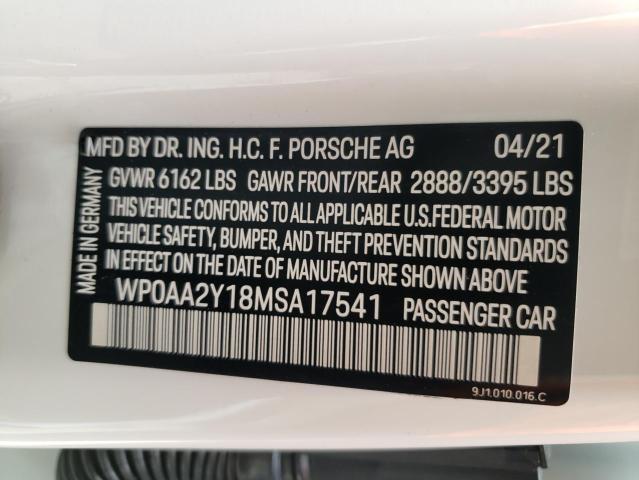 MFD BY DR. ING. H.C. F. PORSCHE AG 04/21
GVWR 6162 LBS GAWR FRONT/REAR 2888/3395 LBS
THIS VEHICLE CONFORMS TO ALL APPLICABLE U.S.FEDERAL MOTOR
VEHICLE SAFETY, BUMPER, AND THEFT PREVENTION STANDARDS
IN EFFECT ON THE DATE OF MANUFACTURE SHOWN ABOVE
WP0AA2Y18MSA17541 PASSENGER CAR
9J1.010.016.C
MADE IN GERMANY